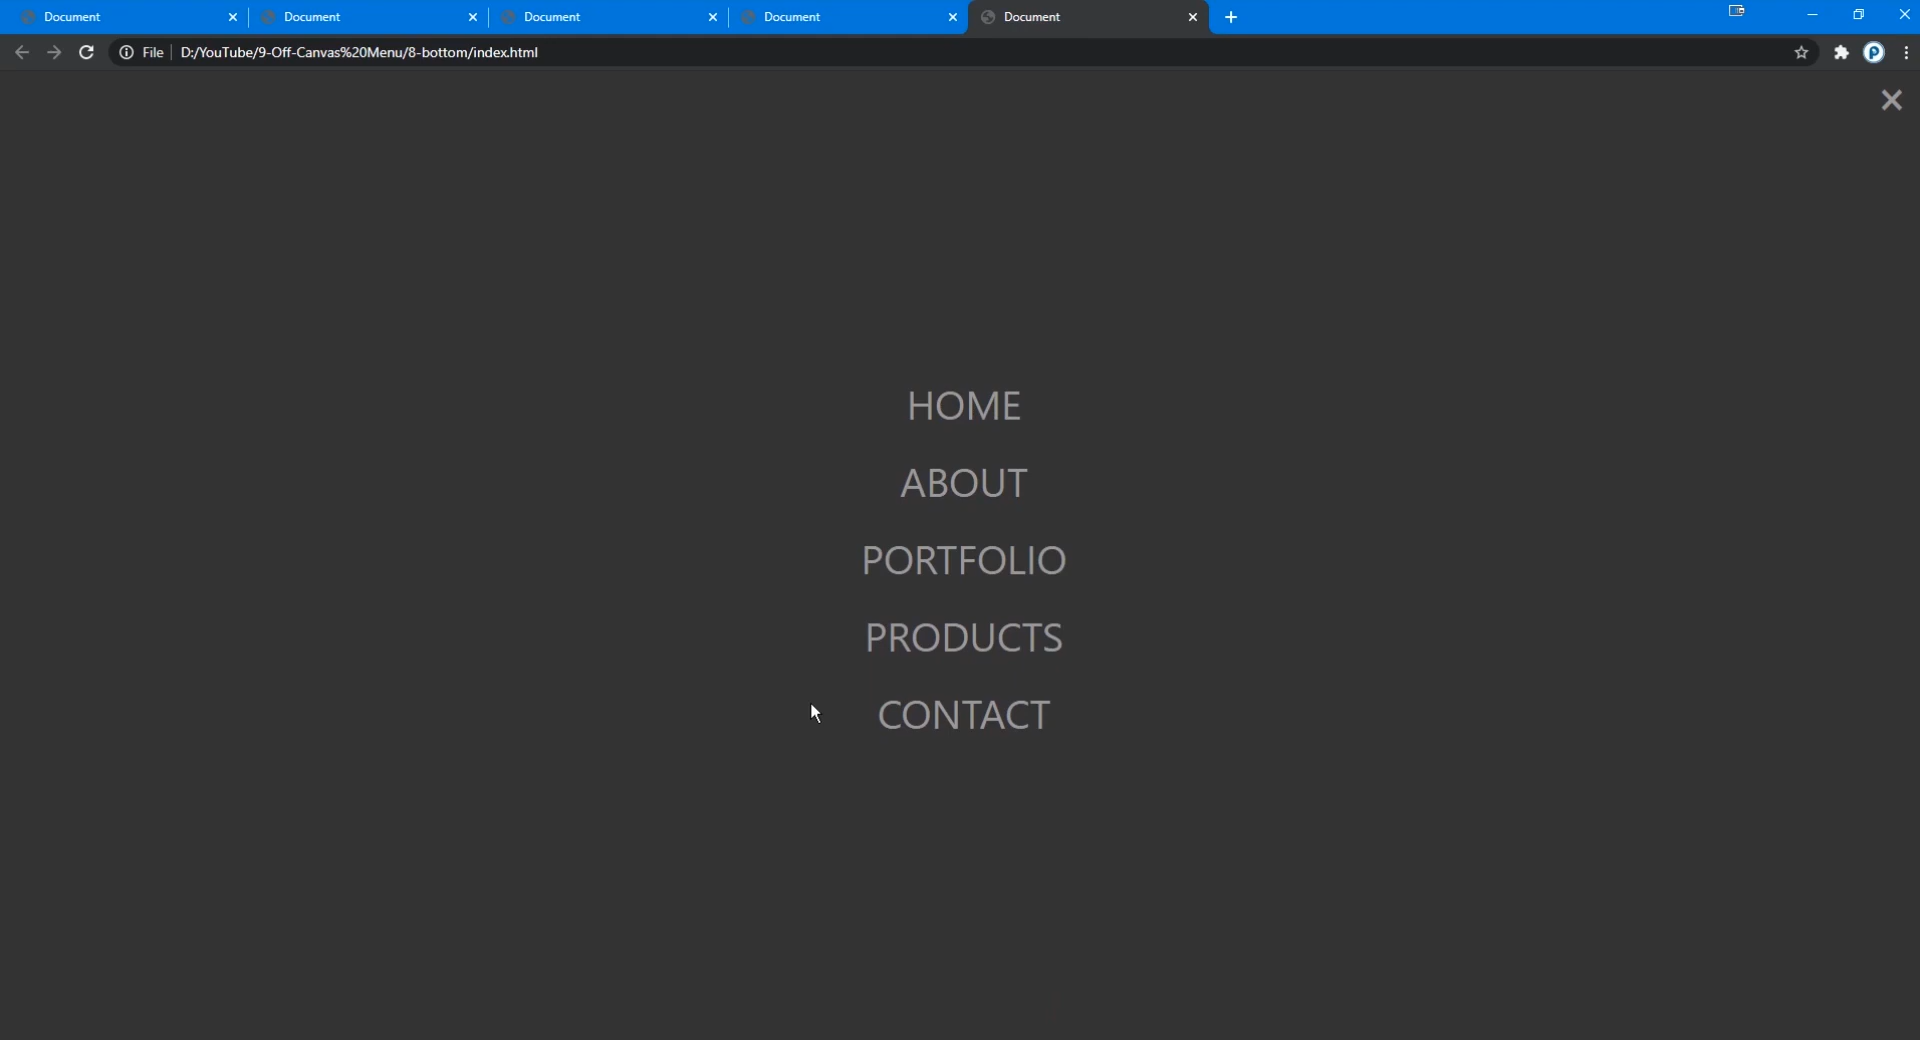 Document Document Document Document Document
File D:/YouTube/9-Off-Canvas%20Menu/8-bottom/index.html
HOME
ABOUT
PORTFOLIO
PRODUCTS
CONTACT